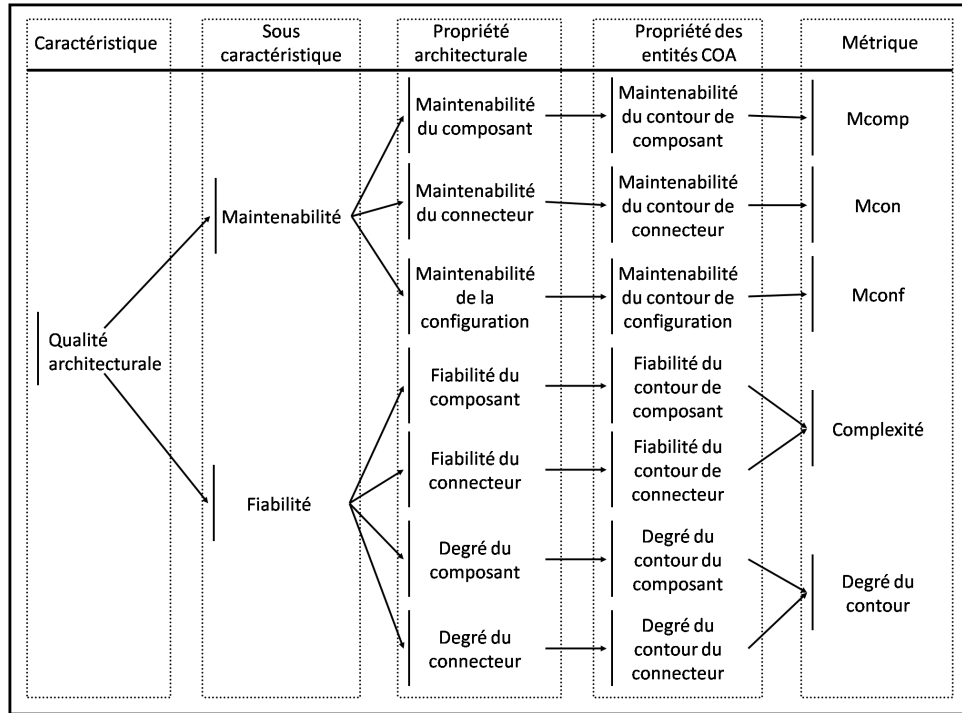 Caractéristique
Sous
caractéristique
Propriété
architecturale
Propriété des
entités COA
Métrique
Qualité
architecturale
Maintenabilité
Fiabilité
Maintenabilité
du composant
Maintenabilité
du connecteur
Maintenabilité
de la
configuration
Fiabilité du
composant
Fiabilité du
connecteur
Degré du
composant
Degré du
connecteur
Maintenabilité
du contour de
composant
Maintenabilité
du contour de
connecteur
Maintenabilité
du contour de
configuration
Fiabilité du
contour de
composant
Fiabilité du
contour de
connecteur
Degré du
contour du
composant
Degré du
contour du
connecteur
Mcomp
Mcon
Mconf
Complexité
Degré du
contour